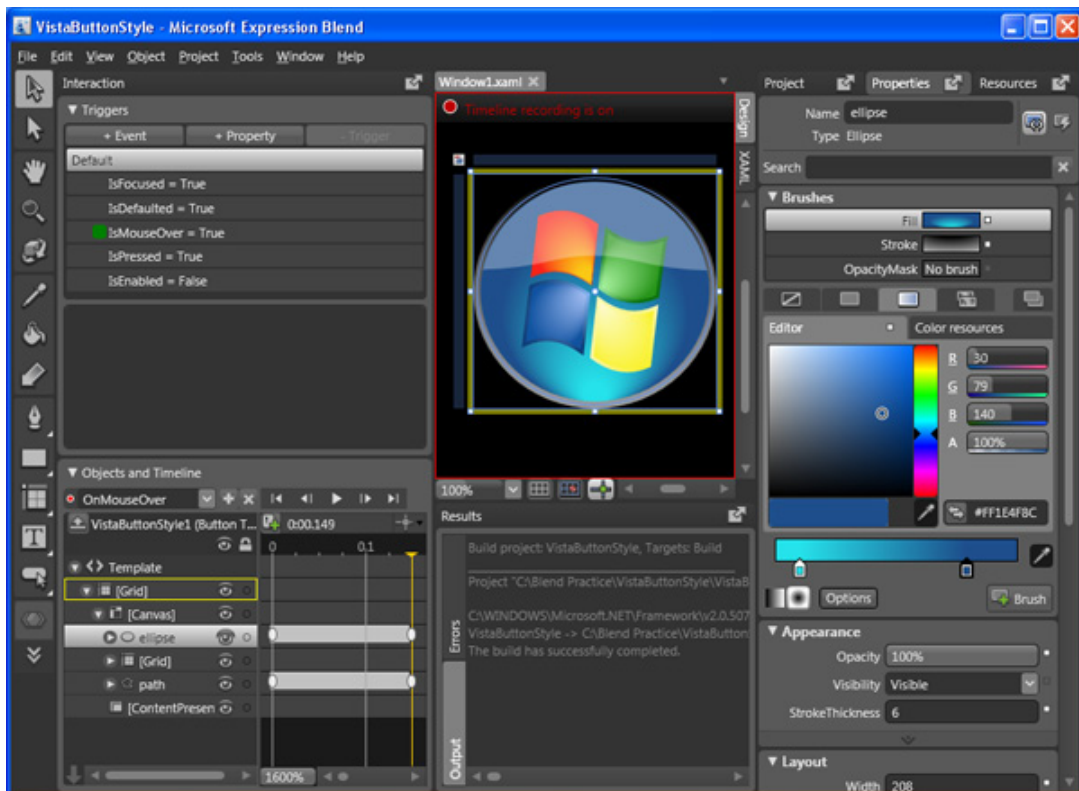 VistaButtonStyle - Microsoft Expression Blend
File Edit View Object Project Tools Window Help
Interaction
Triggers
+ Event + Property - Trigger
Default
IsFocused = True
IsDefaulted = True
IsMouseOver = True
IsPressed = True
IsEnabled = False
Objects and Timeline
OnMouseOver
VistaButtonStyle1 (Button T... 0:00.149
0 0.1
Template
[Grid]
[Canvas]
ellipse
[Grid]
path
[ContentPresen
1600%
Window1.xaml
Timeline recording is on
Design
XAML
100%
Results
Errors
Output
Build project: VistaButtonStyle, Targets: Build
Project "C:\Blend Practice\VistaButtonStyle\VistaB
C:\WINDOWS\Microsoft.NET\Framework\v2.0.507
VistaButtonStyle -> C:\Blend Practice\VistaButton
The build has successfully completed.
Project Properties Resources
Name ellipse
Type Ellipse
Search
Brushes
Fill
Stroke
OpacityMask No brush
Editor Color resources
R 30
G 79
B 140
A 100%
#FF1E4F8C
Options Brush
Appearance
Opacity 100%
Visibility Visible
StrokeThickness 6
Layout
Width 208